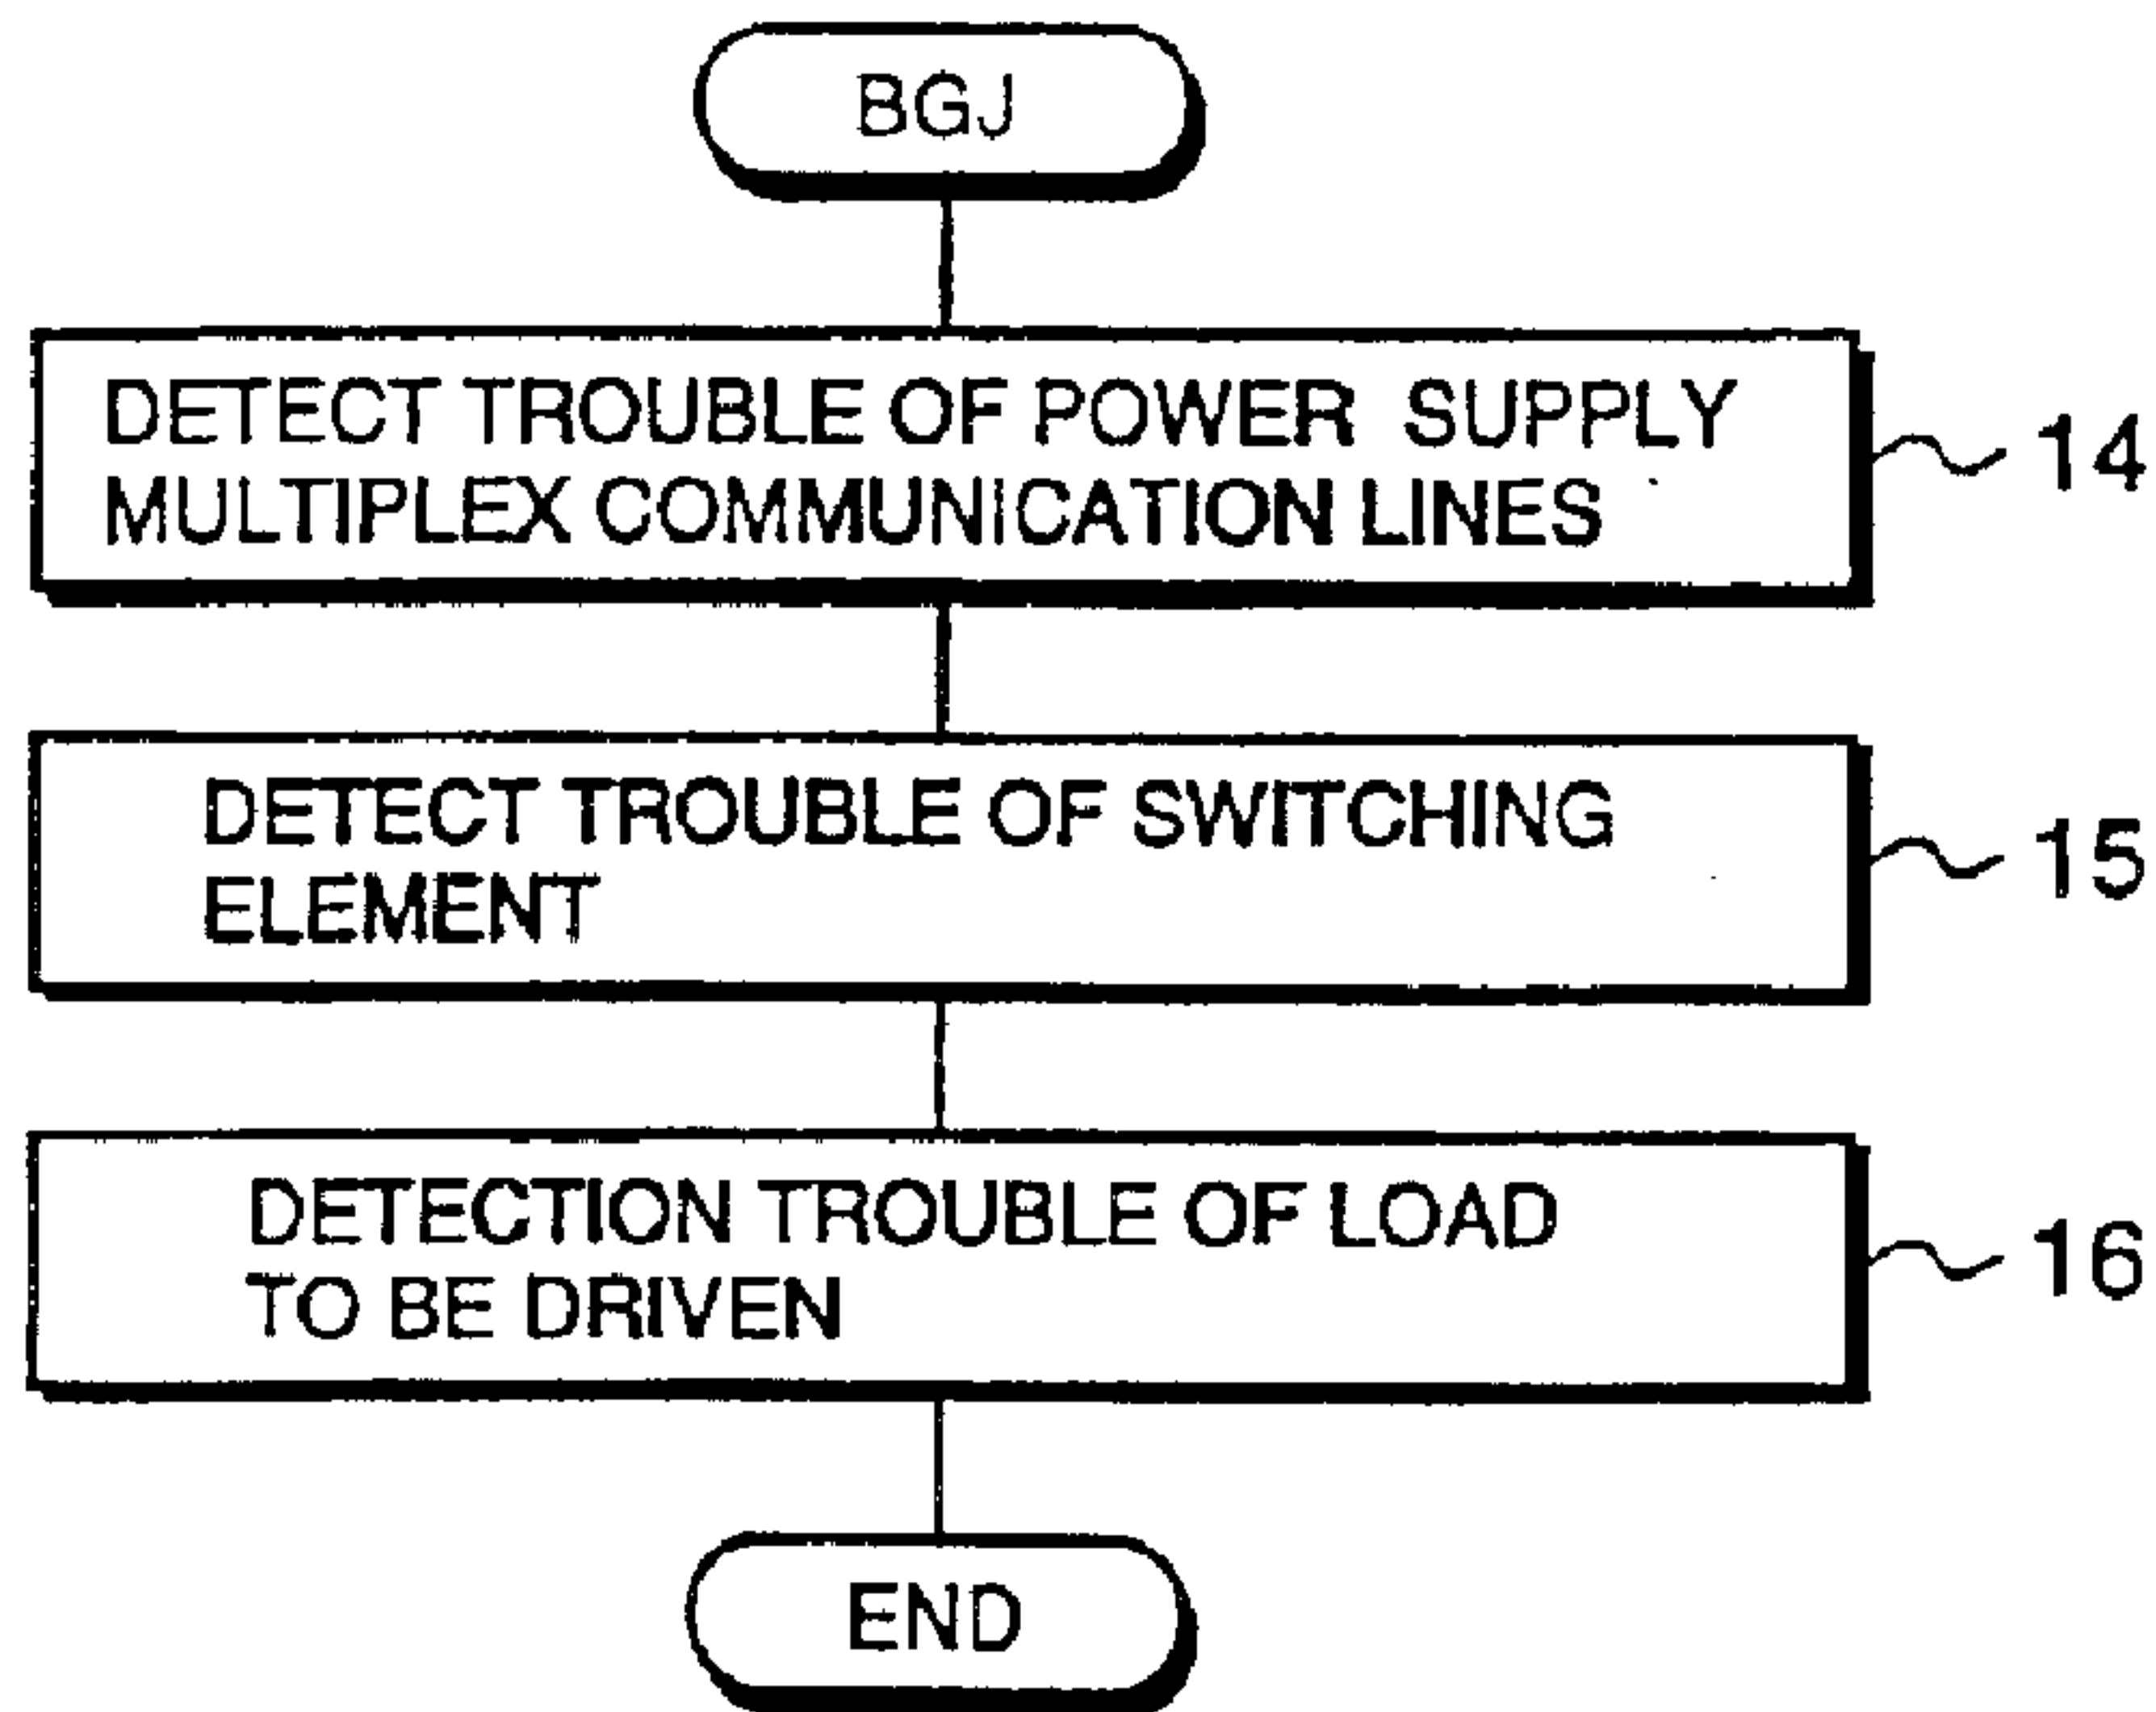 BGJ
DETECT TROUBLE OF POWER SUPPLY
MULTIPLEX COMMUNICATION LINES
14
DETECT TROUBLE OF SWITCHING
ELEMENT
15
DETECTION TROUBLE OF LOAD
TO BE DRIVEN
16
END